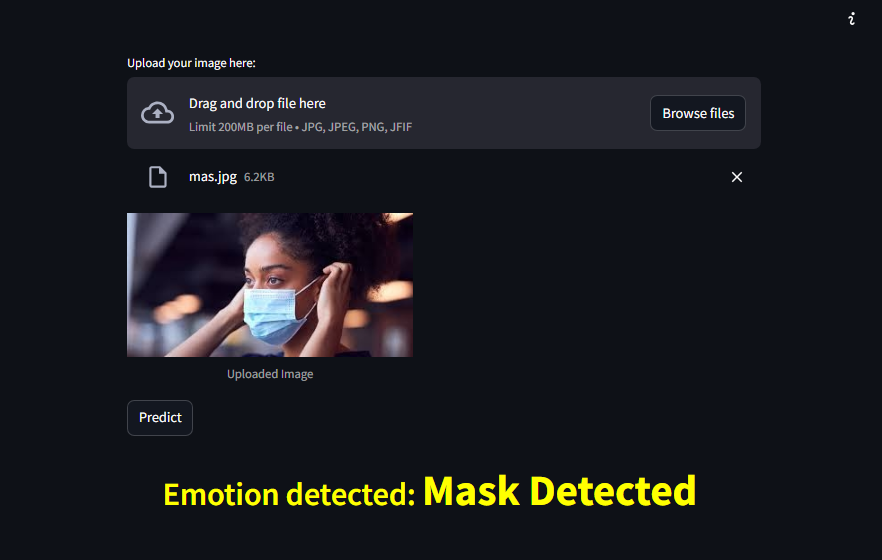 Upload your image here:
Drag and drop file here
Limit 200MB per file • JPG, JPEG, PNG, JFIF
Browse files
mas.jpg 6.2KB
Uploaded Image
Predict
Emotion detected: Mask Detected